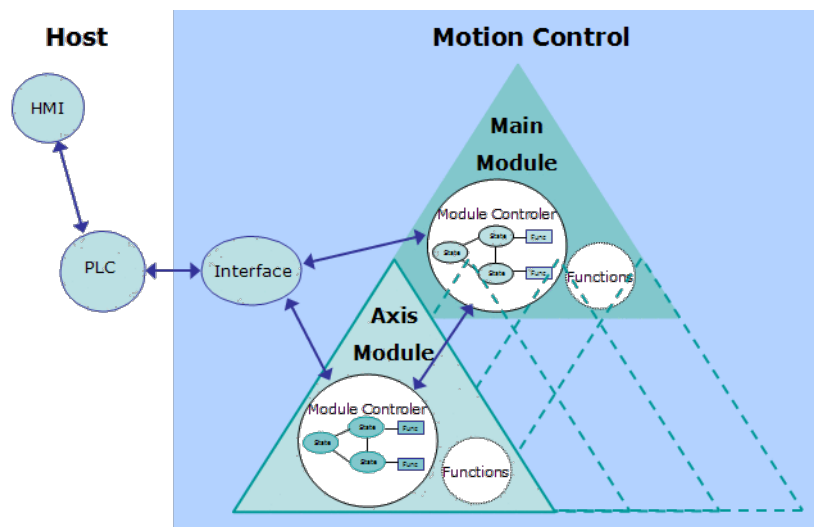 Host
Motion Control
HMI
Main
Module
Module Controler
State
Func
State
State
Func
PLC
Interface
Functions
Axis
Module
Module Controler
State
Func
State
State
Func
Functions